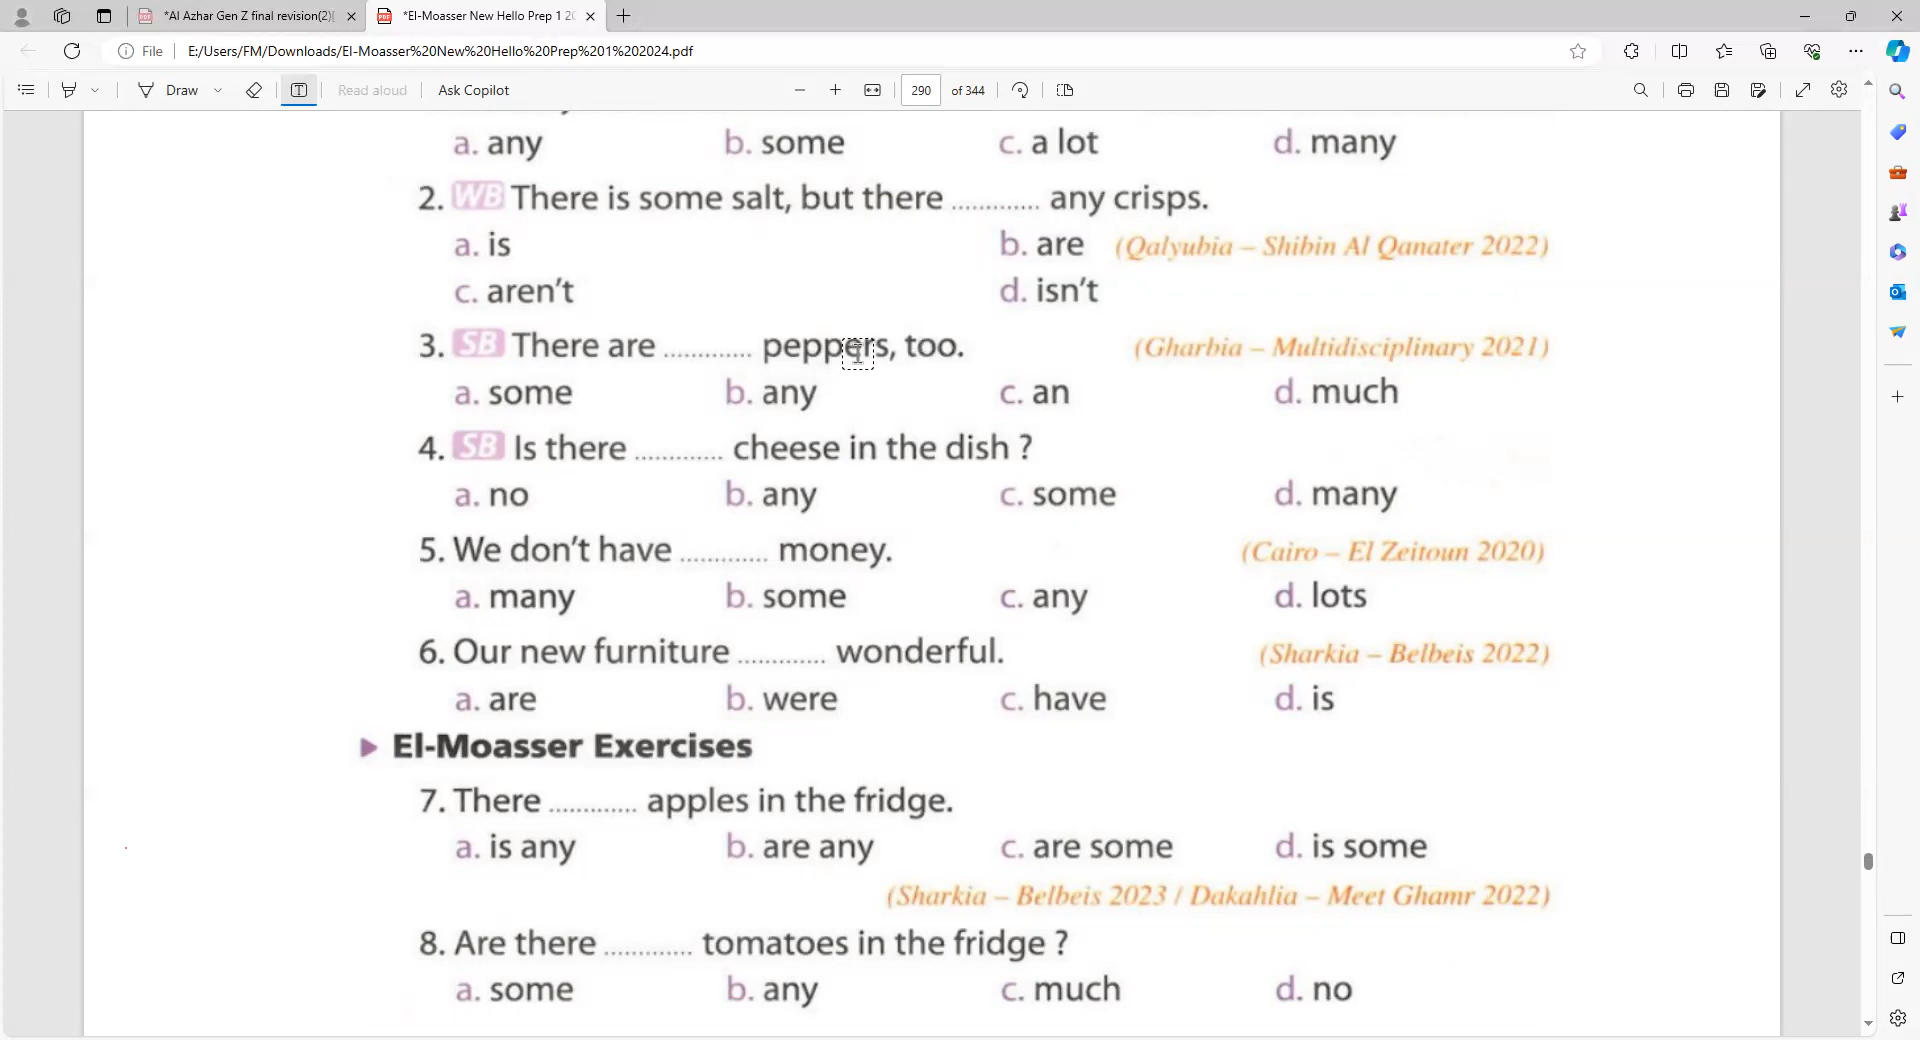 *Al Azhar Gen Z final revision(2)(
*El-Moasser New Hello Prep 1 20
File E:/Users/FM/Downloads/El-Moasser%20New%20Hello%20Prep%201%202024.pdf
Draw Read aloud Ask Copilot 290 of 344
a. any b. some c. a lot d. many
2. WB There is some salt, but there ............. any crisps.
a. is b. are (Qalyubia – Shibin Al Qanater 2022)
c. aren't d. isn't
3. SB There are ............. peppers, too. (Gharbia – Multidisciplinary 2021)
a. some b. any c. an d. much
4. SB Is there ............. cheese in the dish ?
a. no b. any c. some d. many
5. We don't have ............. money. (Cairo – El Zeitoun 2020)
a. many b. some c. any d. lots
6. Our new furniture ............. wonderful. (Sharkia – Belbeis 2022)
a. are b. were c. have d. is
El-Moasser Exercises
7. There ............. apples in the fridge.
a. is any b. are any c. are some d. is some
(Sharkia – Belbeis 2023 / Dakahlia – Meet Ghamr 2022)
8. Are there ............. tomatoes in the fridge ?
a. some b. any c. much d. no